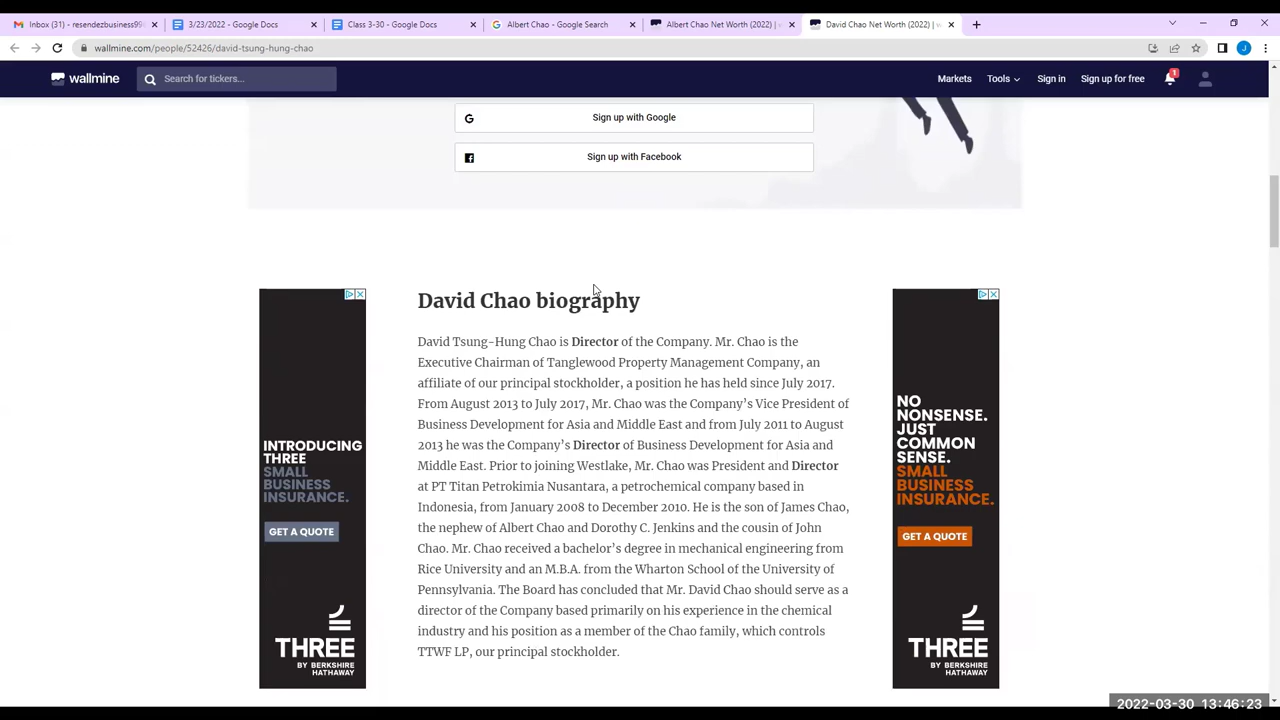 Inbox (31) - resendezbusiness99
3/23/2022 - Google Docs
Class 3-30 - Google Docs
Albert Chao - Google Search
Albert Chao Net Worth (2022) |
David Chao Net Worth (2022) | w
wallmine.com/people/52426/david-tsung-hung-chao
J
wallmine
Search for tickers...
Markets
Tools
Sign in
Sign up for free
1
Sign up with Google
Sign up with Facebook
David Chao biography
David Tsung-Hung Chao is Director of the Company. Mr. Chao is the
Executive Chairman of Tanglewood Property Management Company, an
affiliate of our principal stockholder, a position he has held since July 2017.
From August 2013 to July 2017, Mr. Chao was the Company's Vice President of
Business Development for Asia and Middle East and from July 2011 to August
2013 he was the Company's Director of Business Development for Asia and
Middle East. Prior to joining Westlake, Mr. Chao was President and Director
at PT Titan Petrokimia Nusantara, a petrochemical company based in
Indonesia, from January 2008 to December 2010. He is the son of James Chao,
the nephew of Albert Chao and Dorothy C. Jenkins and the cousin of John
Chao. Mr. Chao received a bachelor's degree in mechanical engineering from
Rice University and an M.B.A. from the Wharton School of the University of
Pennsylvania. The Board has concluded that Mr. David Chao should serve as a
director of the Company based primarily on his experience in the chemical
industry and his position as a member of the Chao family, which controls
TTWF LP, our principal stockholder.
INTRODUCING
THREE
SMALL
BUSINESS
INSURANCE.
GET A QUOTE
THREE
BY BERKSHIRE
HATHAWAY
NO
NONSENSE.
JUST
COMMON
SENSE.
SMALL
BUSINESS
INSURANCE.
GET A QUOTE
THREE
BY BERKSHIRE
HATHAWAY
2022-03-30 13:46:23